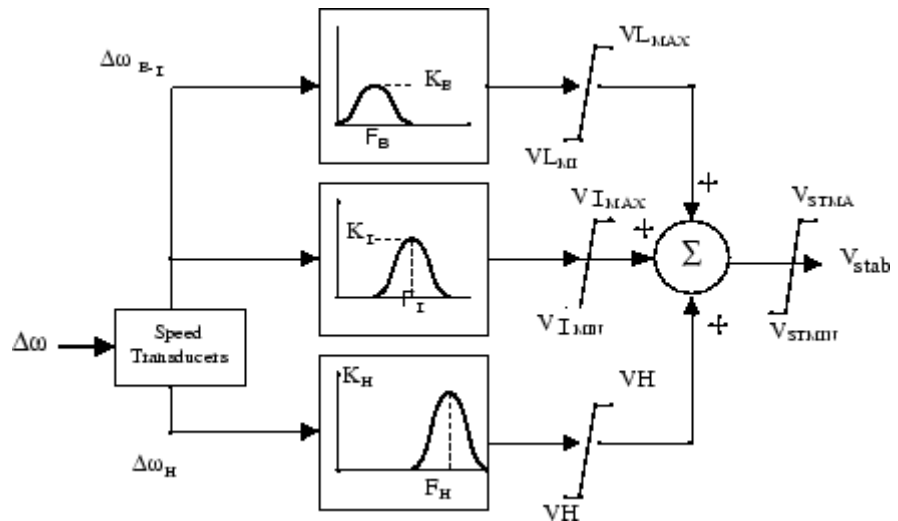 Δω B-I
K_B
F_B
VL_MAX
VL_MI
K_I
F_I
VI_MAX
VI_MIN
+
+
+
Σ
V_STMA
V_STMIN
V_stab
Δω
Speed
Transducers
Δω_H
K_H
F_H
VH
VH